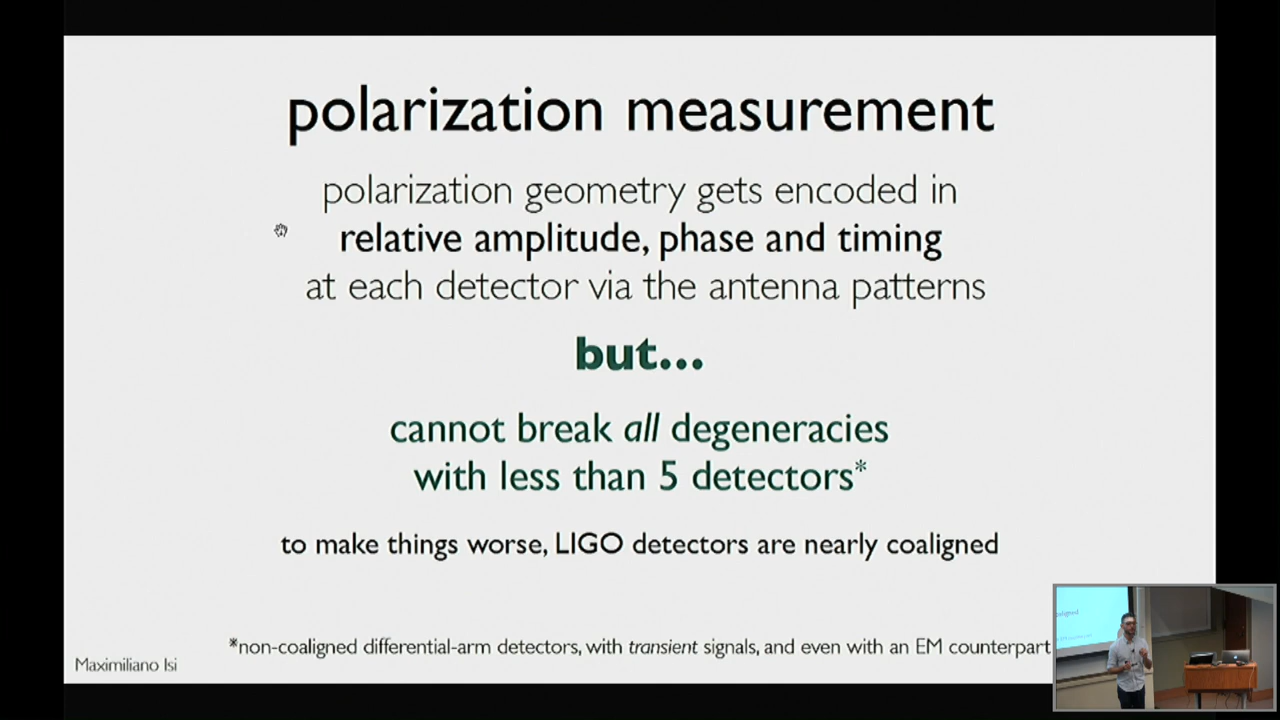 polarization measurement
polarization geometry gets encoded in
relative amplitude, phase and timing
at each detector via the antenna patterns
but...
cannot break all degeneracies
with less than 5 detectors*
to make things worse, LIGO detectors are nearly coaligned
*non-coaligned differential-arm detectors, with transient signals, and even with an EM counterpart
Maximiliano Isi